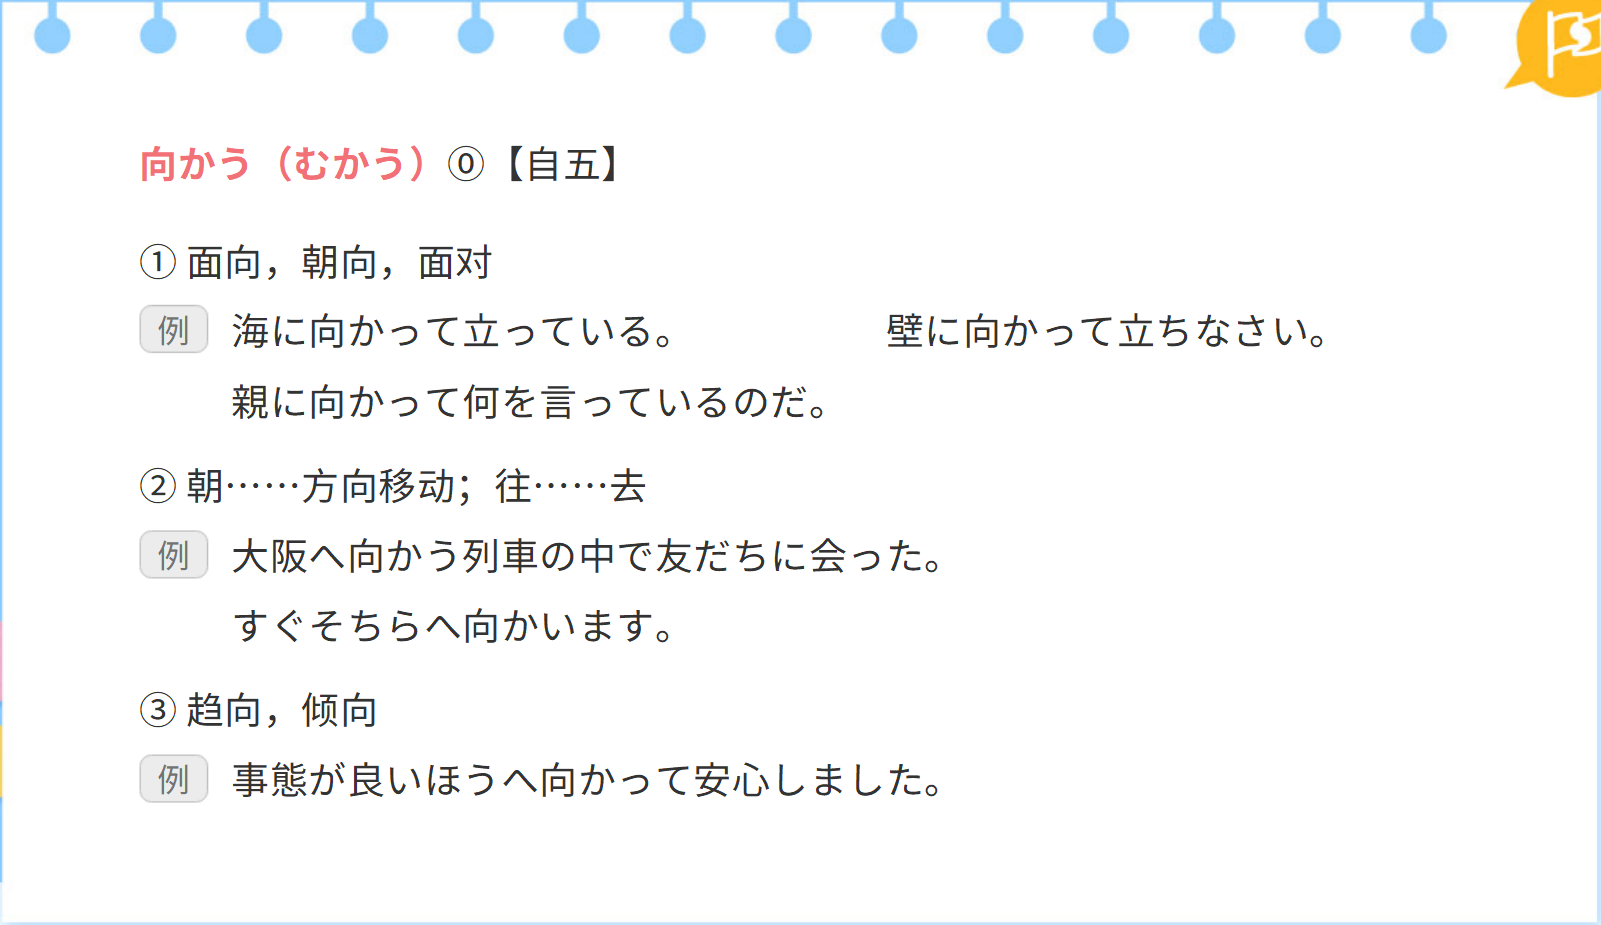 向かう（むかう）⓪【自五】
① 面向，朝向，面对
例 海に向かって立っている。 壁に向かって立ちなさい。
親に向かって何を言っているのだ。
② 朝……方向移动；往……去
例 大阪へ向かう列車の中で友だちに会った。
すぐそちらへ向かいます。
③ 趋向，倾向
例 事態が良いほうへ向かって安心しました。